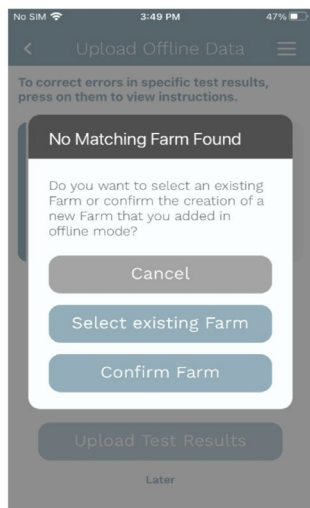 No SIM 3:49 PM 47%
Upload Offline Data
To correct errors in specific test results,
press on them to view instructions.
No Matching Farm Found
Do you want to select an existing
Farm or confirm the creation of a
new Farm that you added in
offline mode?
Cancel
Select existing Farm
Confirm Farm
Upload Test Results
Later